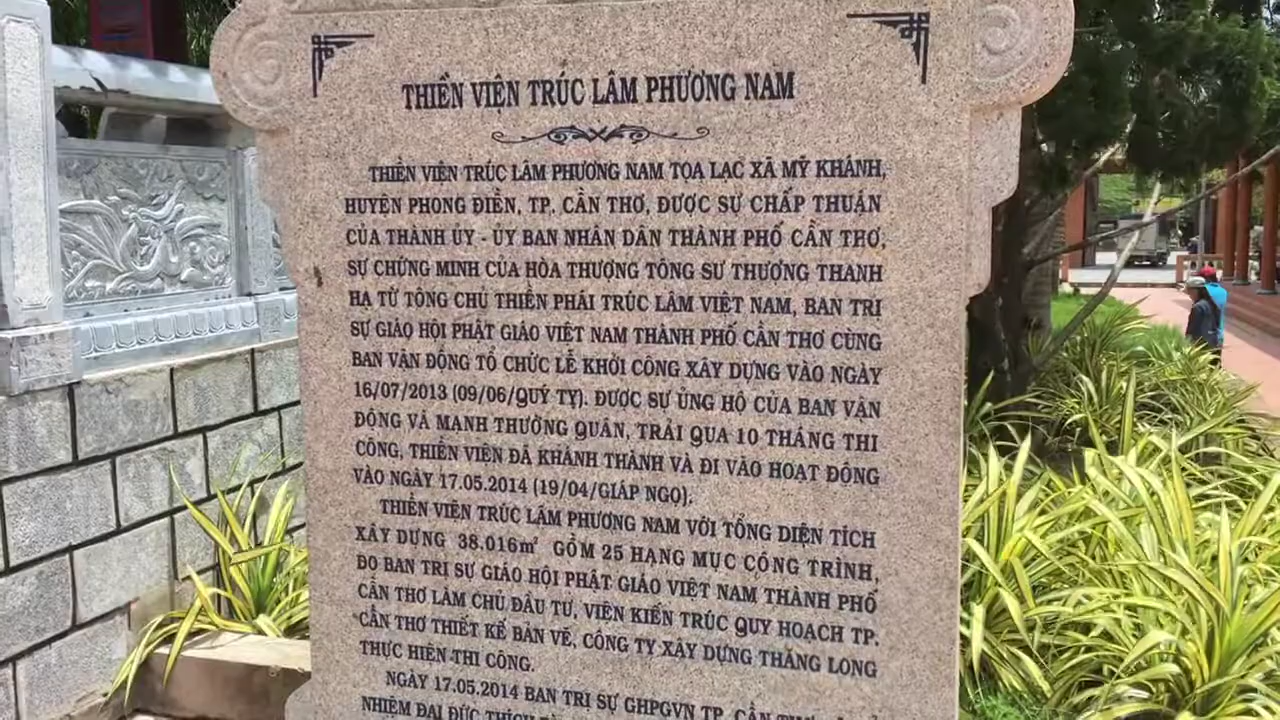 THIỀN VIỆN TRÚC LÂM PHƯƠNG NAM
THIỀN VIỆN TRÚC LÂM PHƯƠNG NAM TỌA LẠC XÃ MỸ KHÁNH,
HUYỆN PHONG ĐIỀN, TP. CẦN THƠ, ĐƯỢC SỰ CHẤP THUẬN
CỦA THÀNH ỦY - ỦY BAN NHÂN DÂN THÀNH PHỐ CẦN THƠ,
SỰ CHỨNG MINH CỦA HÒA THƯỢNG TÔNG SƯ THƯỢNG THANH
HẠ TỪ TÔNG CHỦ THIỀN PHÁI TRÚC LÂM VIỆT NAM, BAN TRỊ
SỰ GIÁO HỘI PHẬT GIÁO VIỆT NAM THÀNH PHỐ CẦN THƠ CÙNG
BAN VẬN ĐỘNG TỔ CHỨC LỄ KHỞI CÔNG XÂY DỰNG VÀO NGÀY
16/07/2013 (09/06/QUÝ TỴ). ĐƯỢC SỰ ỦNG HỘ CỦA BAN VẬN
ĐỘNG VÀ MẠNH THƯỜNG QUÂN, TRẢI QUA 10 THÁNG THI
CÔNG, THIỀN VIỆN ĐÃ KHÁNH THÀNH VÀ ĐI VÀO HOẠT ĐỘNG
VÀO NGÀY 17.05.2014 (19/04/GIÁP NGỌ).
THIỀN VIỆN TRÚC LÂM PHƯƠNG NAM VỚI TỔNG DIỆN TÍCH
XÂY DỰNG 38.016m² GỒM 25 HẠNG MỤC CÔNG TRÌNH,
DO BAN TRỊ SỰ GIÁO HỘI PHẬT GIÁO VIỆT NAM THÀNH PHỐ
CẦN THƠ LÀM CHỦ ĐẦU TƯ, VIỆN KIẾN TRÚC QUY HOẠCH TP.
CẦN THƠ THIẾT KẾ BẢN VẼ, CÔNG TY XÂY DỰNG THĂNG LONG
THỰC HIỆN THI CÔNG.
NGÀY 17.05.2014 BAN TRỊ SỰ GHPGVN TP. CẦN THƠ
NHIỆM ĐẠI ĐỨC THÍCH